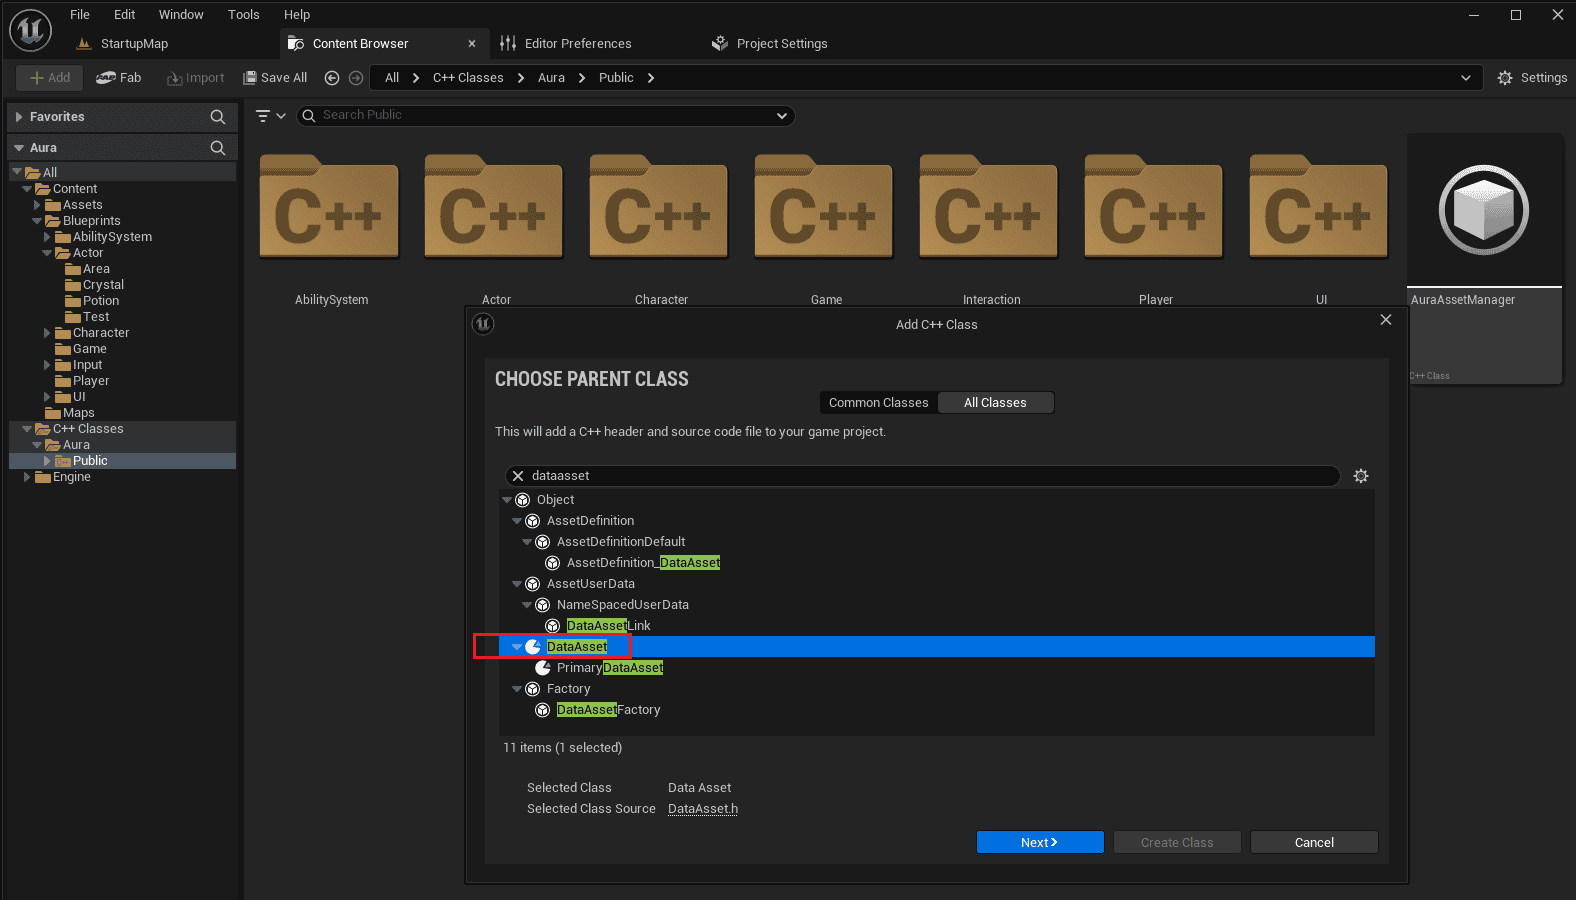 File Edit Window Tools Help
StartupMap Content Browser Editor Preferences Project Settings
Add Fab Import Save All All C++ Classes Aura Public Settings
Favorites
Search Public
Aura
All
Content
Assets
Blueprints
AbilitySystem
Actor
Area
Crystal
Potion
Test
Character
Game
Input
Player
UI
Maps
C++ Classes
Aura
Public
Engine
C++ C++ C++ C++ C++ C++ C++
AbilitySystem Actor Character Game Interaction Player UI AuraAssetManager
C++ Class
Add C++ Class
CHOOSE PARENT CLASS
Common Classes All Classes
This will add a C++ header and source code file to your game project.
dataasset
Object
AssetDefinition
AssetDefinitionDefault
AssetDefinition_DataAsset
AssetUserData
NameSpacedUserData
DataAssetLink
DataAsset
PrimaryDataAsset
Factory
DataAssetFactory
11 items (1 selected)
Selected Class Data Asset
Selected Class Source DataAsset.h
Next Create Class Cancel